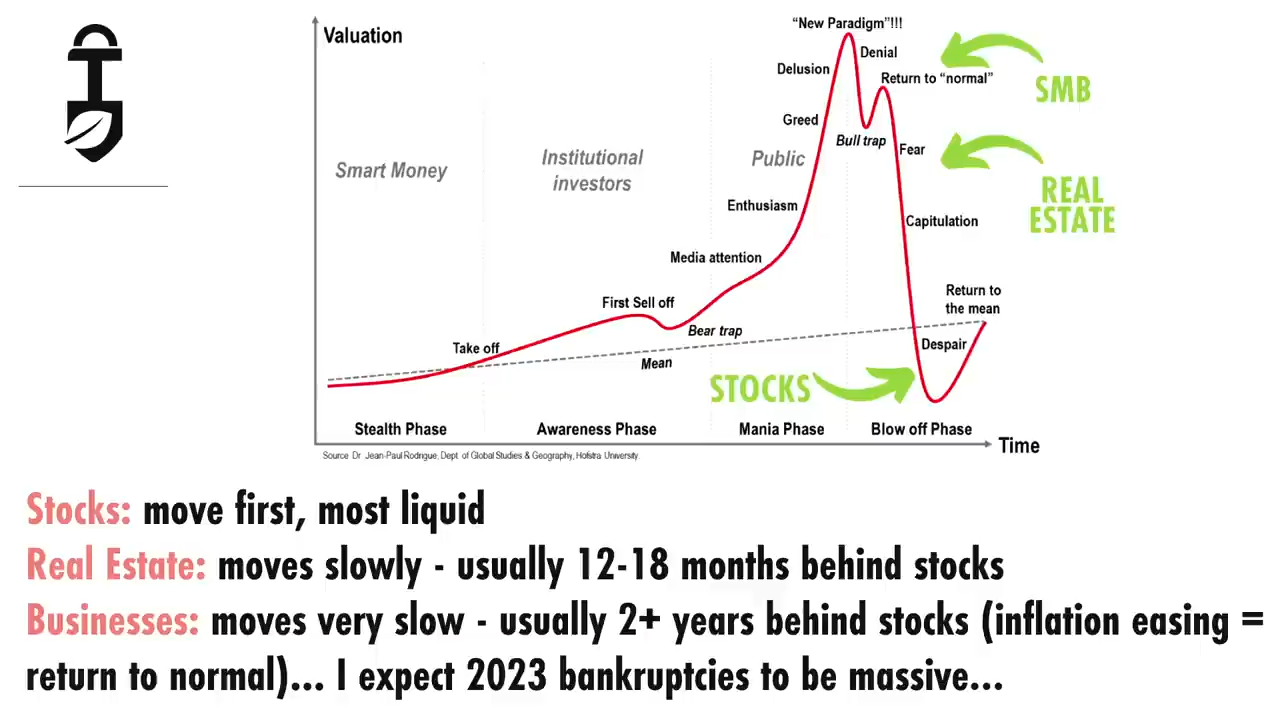 Valuation
"New Paradigm"!!!
Denial
Delusion
Return to "normal"
SMB
Greed
Bull trap
Fear
Smart Money
Institutional
investors
Public
REAL
ESTATE
Enthusiasm
Capitulation
Media attention
Return to
the mean
First Sell off
Bear trap
Take off
Mean
Despair
STOCKS
Stealth Phase
Awareness Phase
Mania Phase
Blow off Phase
Time
Source: Dr. Jean-Paul Rodrigue, Dept. of Global Studies & Geography, Hofstra University.
Stocks: move first, most liquid
Real Estate: moves slowly - usually 12-18 months behind stocks
Businesses: moves very slow - usually 2+ years behind stocks (inflation easing =
return to normal)... I expect 2023 bankruptcies to be massive...